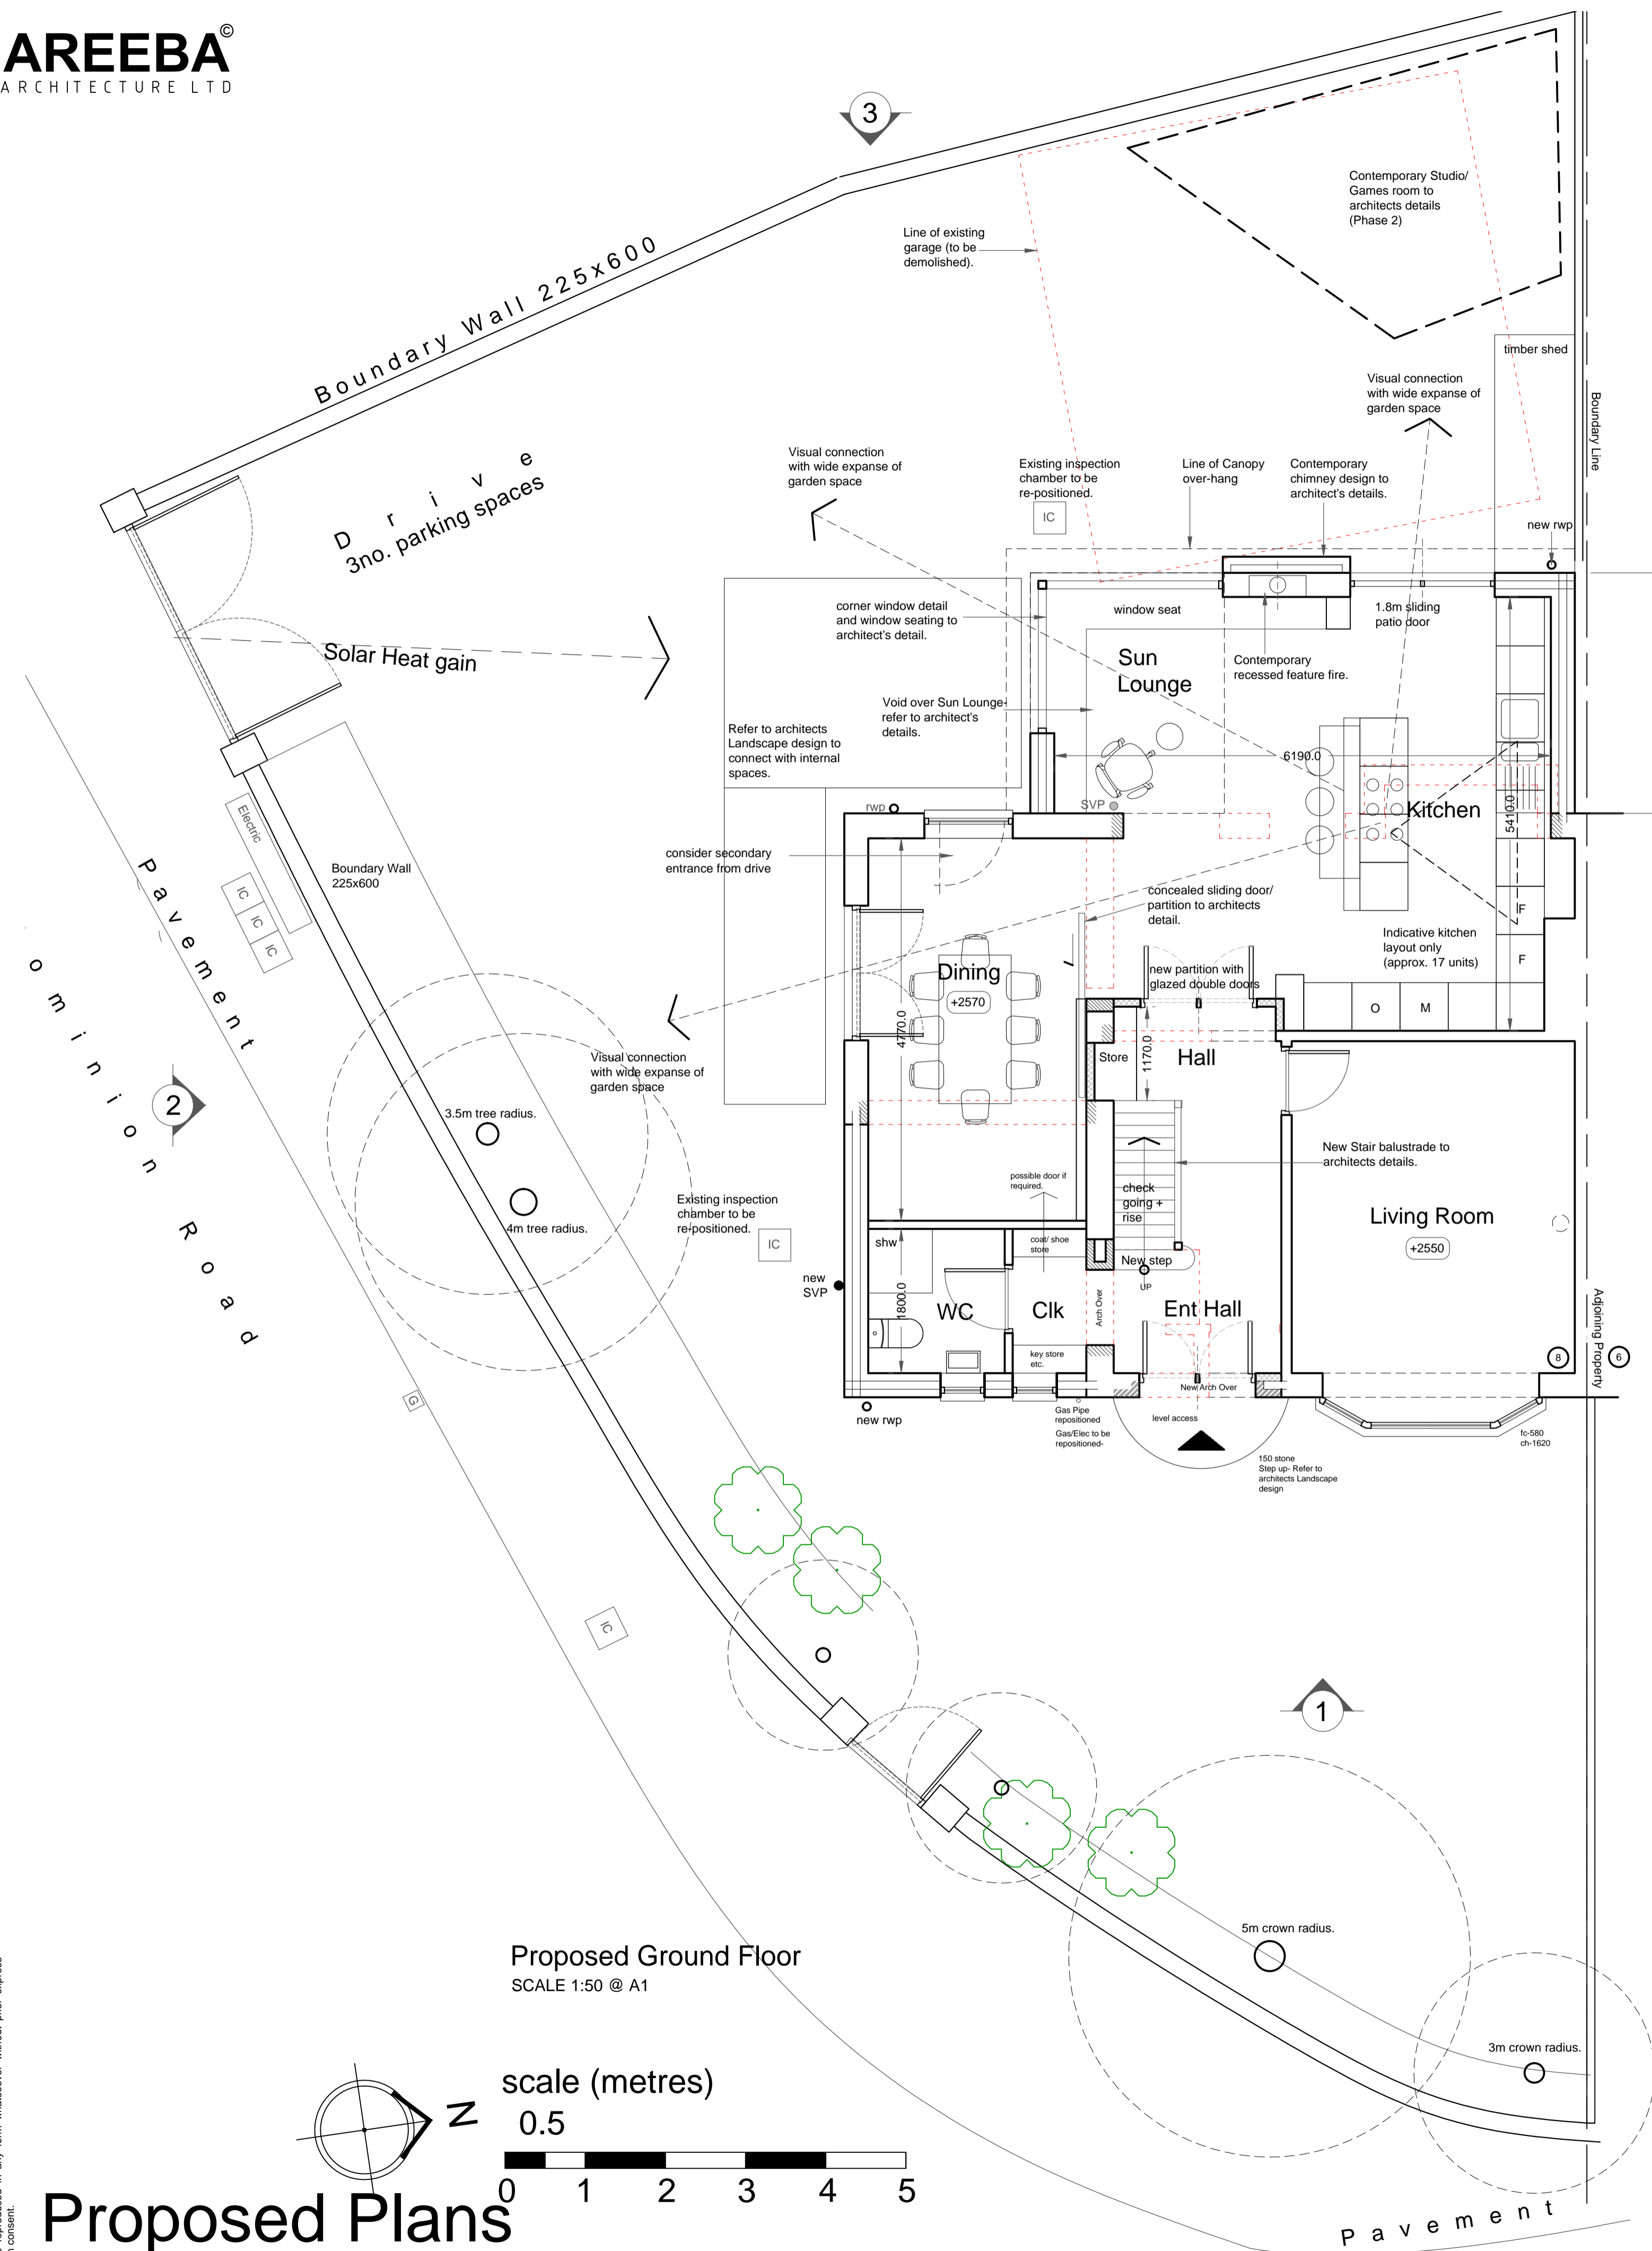 AREEBA©
ARCHITECTURE LTD
3
Contemporary Studio/
Games room to
architects details
(Phase 2)
Line of existing
garage (to be
demolished).
Boundary Wall 225x600
timber shed
Visual connection
with wide expanse of
garden space
Boundary Line
Drive
3no. parking spaces
Visual connection
with wide expanse of
garden space
Existing inspection
chamber to be
re-positioned.
IC
Line of Canopy
over-hang
Contemporary
chimney design to
architect's details.
new rwp
corner window detail
and window seating to
architect's detail.
window seat
1.8m sliding
patio door
Solar Heat gain
Sun
Lounge
Contemporary
recessed feature fire.
Void over Sun Lounge-
refer to architect's
details.
Refer to architects
Landscape design to
connect with internal
spaces.
6190.0
rwp
SVP
Kitchen
5410.0
Electric
IC
IC
IC
Boundary Wall
225x600
consider secondary
entrance from drive
concealed sliding door/
partition to architects
detail.
F
Indicative kitchen
layout only
(approx. 17 units)
F
Pavement
Dining
+2570
new partition with
glazed double doors
O
M
4770.0
ominion Road
Visual connection
with wide expanse of
garden space
Store
1170.0
Hall
2
3.5m tree radius.
New Stair balustrade to
architects details.
possible door if
required.
check
going +
rise
Existing inspection
chamber to be
re-positioned.
4m tree radius.
IC
Living Room
+2550
shw
coat/ shoe
store
New step
UP
new
SVP
1800.0
WC
Clk
Arch Over
Ent Hall
Adjoining Property
key store
etc.
8
6
G
New Arch Over
new rwp
Gas Pipe
repositioned
Gas/Elec to be
repositioned-
level access
fc-580
ch-1620
150 stone
Step up- Refer to
architects Landscape
design
IC
1
5m crown radius.
Proposed Ground Floor
SCALE 1:50 @ A1
3m crown radius.
scale (metres)
N
0.5
0 1 2 3 4 5
Proposed Plans
Pavement
consent.